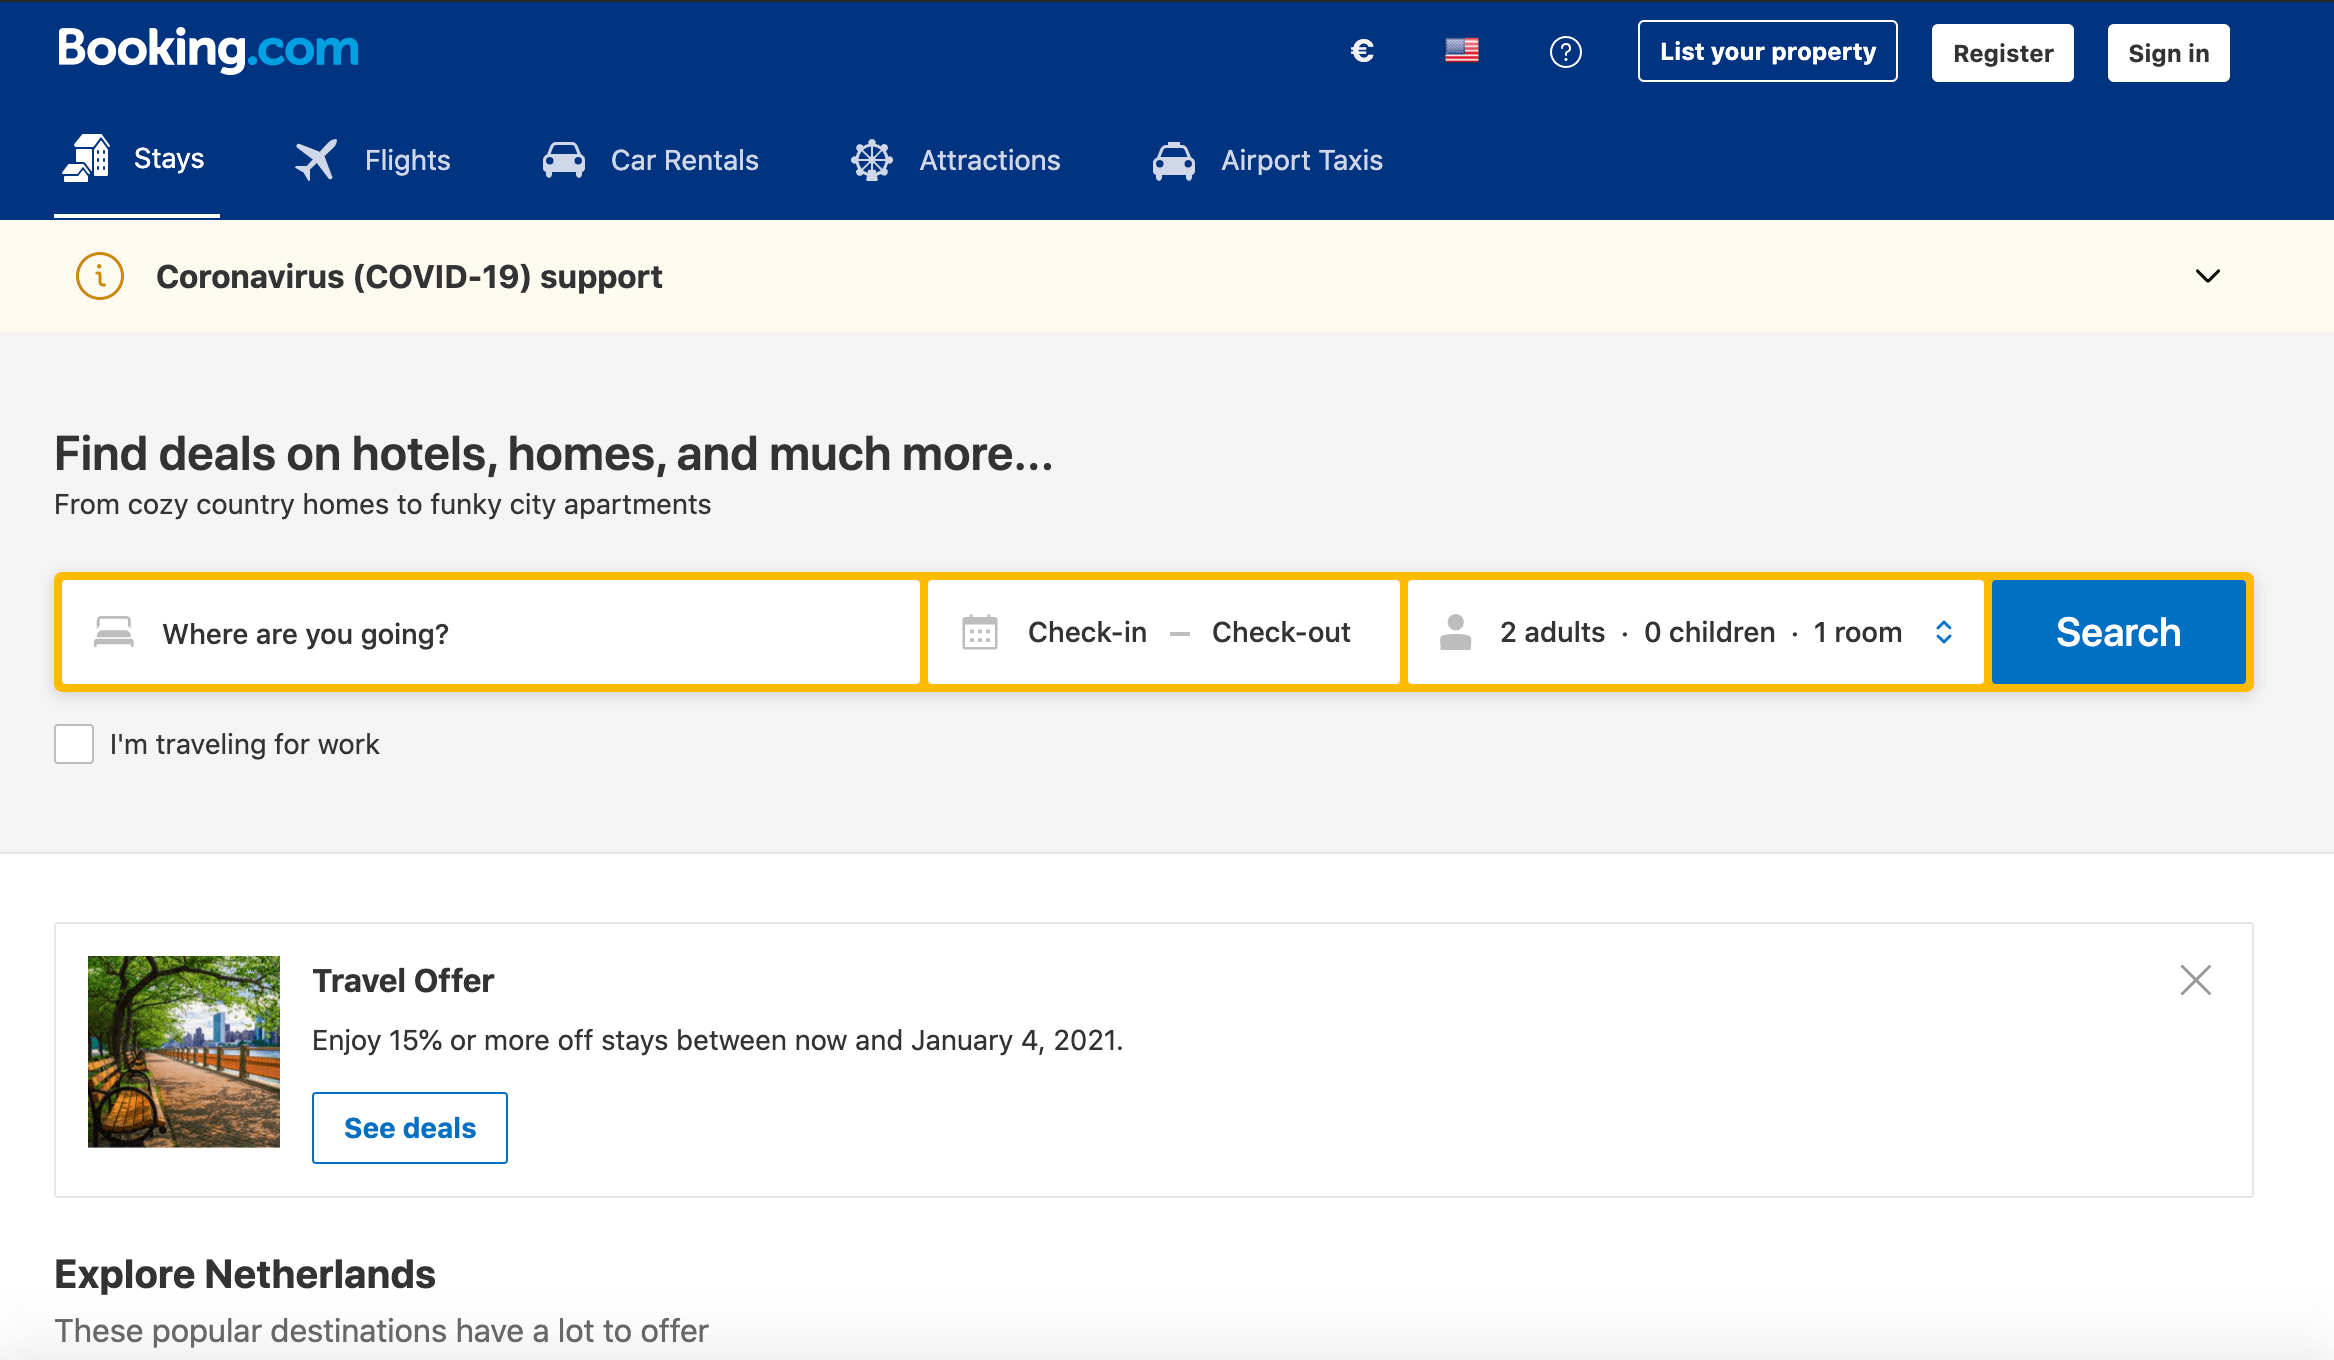 Booking.com
€
?
List your property
Register
Sign in
Stays
Flights
Car Rentals
Attractions
Airport Taxis
i
Coronavirus (COVID-19) support
Find deals on hotels, homes, and much more...
From cozy country homes to funky city apartments
Where are you going?
Check-in — Check-out
2 adults · 0 children · 1 room
Search
I'm traveling for work
Travel Offer
Enjoy 15% or more off stays between now and January 4, 2021.
See deals
Explore Netherlands
These popular destinations have a lot to offer